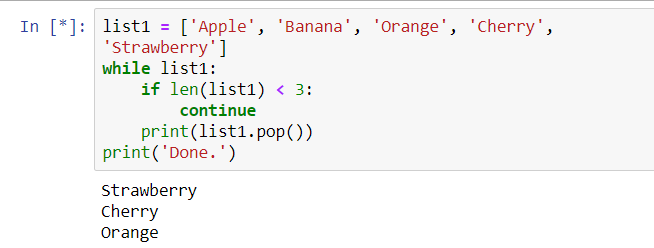 In [*]: list1 = ['Apple', 'Banana', 'Orange', 'Cherry',
'Strawberry']
while list1:
    if len(list1) < 3:
        continue
    print(list1.pop())
print('Done.')
Strawberry
Cherry
Orange